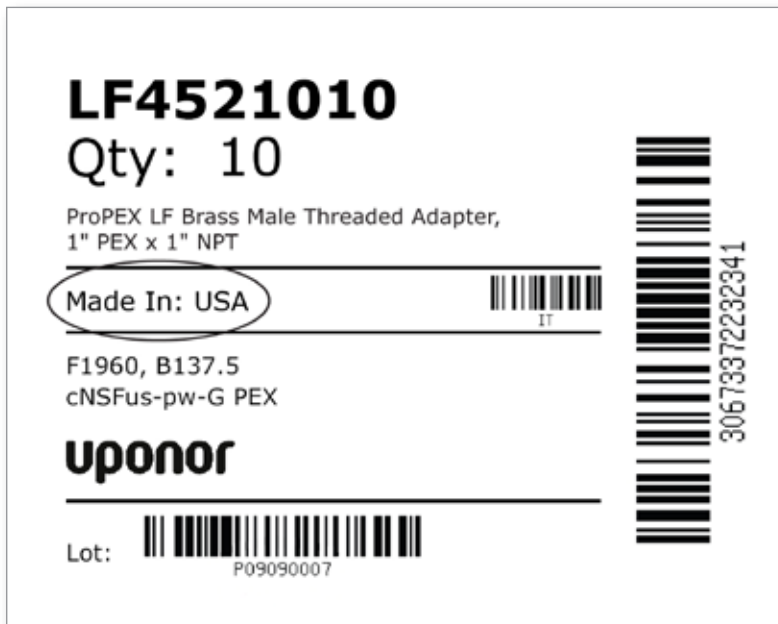 LF4521010
Qty: 10
ProPEX LF Brass Male Threaded Adapter,
1" PEX x 1" NPT
Made In: USA
IT
F1960, B137.5
cNSFus-pw-G PEX
uponor
Lot:
P09090007
30673372232341